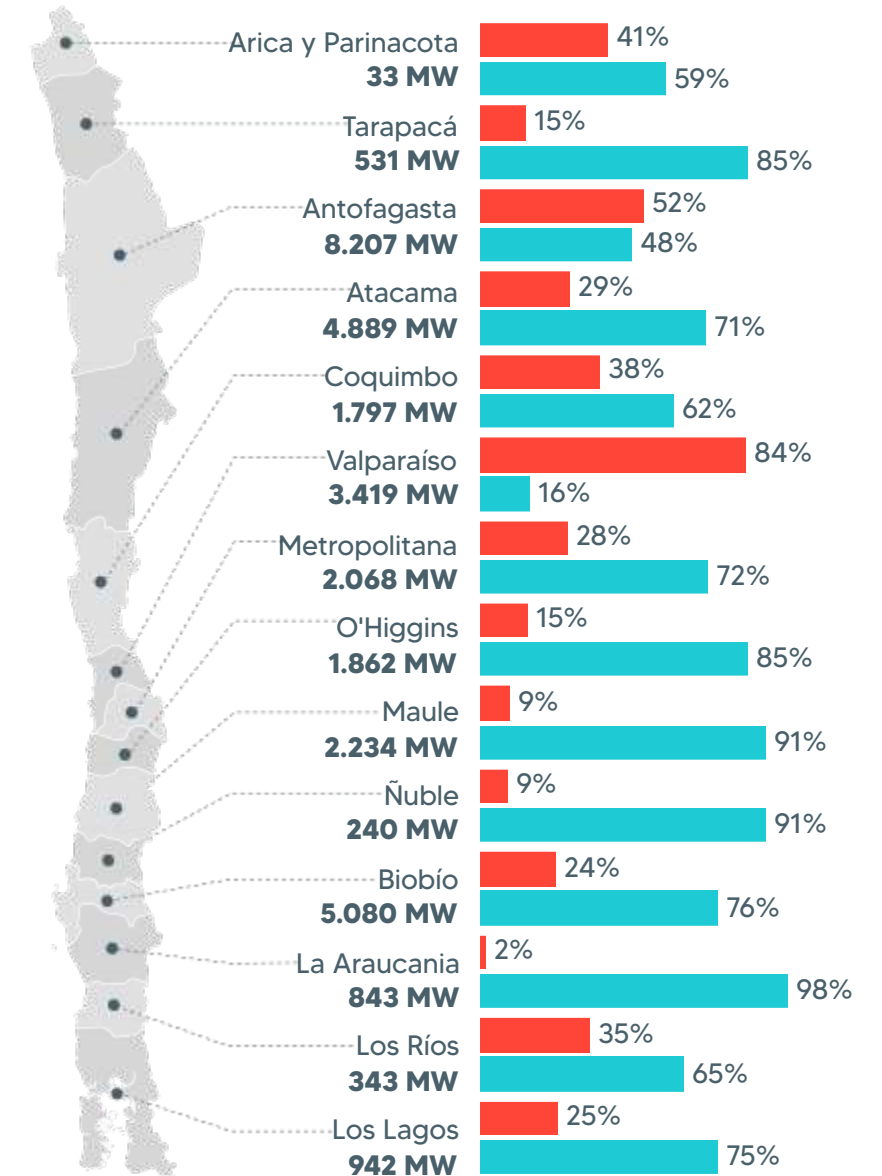 Arica y Parinacota
33 MW
41%
59%
Tarapacá
531 MW
15%
85%
Antofagasta
8.207 MW
52%
48%
Atacama
4.889 MW
29%
71%
Coquimbo
1.797 MW
38%
62%
Valparaíso
3.419 MW
84%
16%
Metropolitana
2.068 MW
28%
72%
O'Higgins
1.862 MW
15%
85%
Maule
2.234 MW
9%
91%
Ñuble
240 MW
9%
91%
Biobío
5.080 MW
24%
76%
La Araucania
843 MW
2%
98%
Los Ríos
343 MW
35%
65%
Los Lagos
942 MW
25%
75%